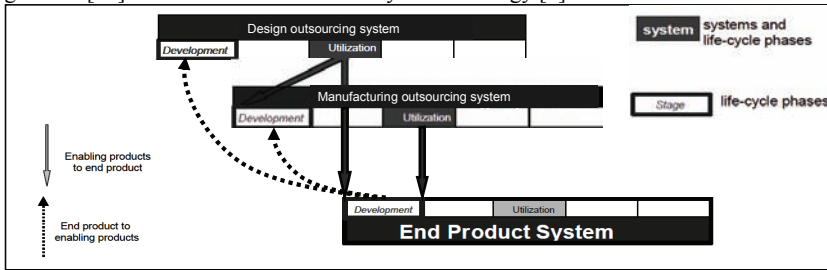 Design outsourcing system
Development
Utilization
system
systems and
life-cycle phases
Manufacturing outsourcing system
Development
Utilization
Stage
life-cycle phases
Enabling products
to end product
End product to
enabling products
Development
Utilization
End Product System